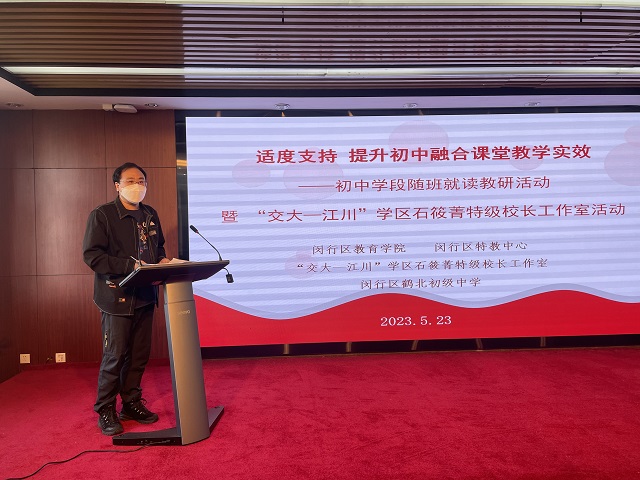 适度支持 提升初中融合课堂教学实效
——初中学段随班就读教研活动
暨 “交大—江川”学区石筱菁特级校长工作室活动
闵行区教育学院 闵行区特教中心
“交大—江川”学区石筱菁特级校长工作室
闵行区鹤北初级中学
2023. 5. 23